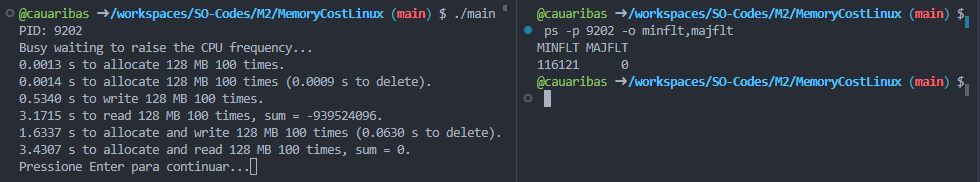 @cauaribas ➜/workspaces/SO-Codes/M2/MemoryCostLinux (main) $ ./main
PID: 9202
Busy waiting to raise the CPU frequency...
0.0013 s to allocate 128 MB 100 times.
0.0014 s to allocate 128 MB 100 times (0.0009 s to delete).
0.5340 s to write 128 MB 100 times.
3.1715 s to read 128 MB 100 times, sum = -939524096.
1.6337 s to allocate and write 128 MB 100 times (0.0630 s to delete).
3.4307 s to allocate and read 128 MB 100 times, sum = 0.
Pressione Enter para continuar...
@cauaribas ➜/workspaces/SO-Codes/M2/MemoryCostLinux (main) $
ps -p 9202 -o minflt,majflt
MINFLT MAJFLT
116121 0
@cauaribas ➜/workspaces/SO-Codes/M2/MemoryCostLinux (main) $